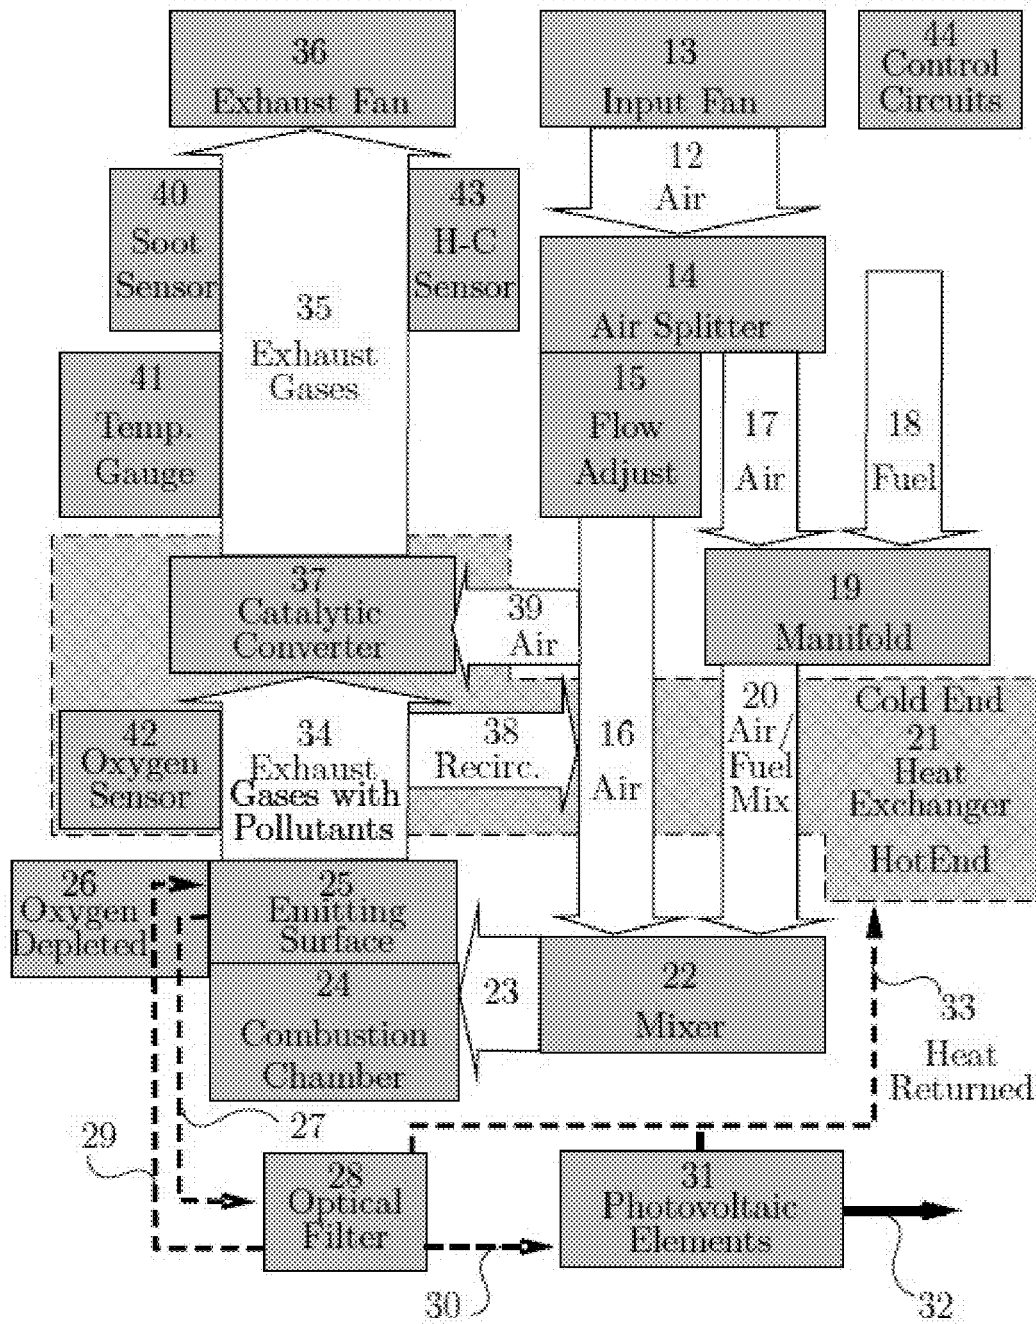 36
Exhaust Fan
13
Input Fan
44
Control
Circuits
12
Air
40
Soot
Sensor
43
H-C
Sensor
14
Air Splitter
35
Exhaust
Gases
41
Temp.
Gauge
15
Flow
Adjust
17
Air
18
Fuel
37
Catalytic
Converter
39
Air
19
Manifold
42
Oxygen
Sensor
34
Exhaust
Gases with
Pollutants
38
Recirc.
16
Air
20
Air/
Fuel
Mix
Cold End
21
Heat
Exchanger
HotEnd
26
Oxygen
Depleted
25
Emitting
Surface
24
Combustion
Chamber
23
22
Mixer
33
Heat
Returned
29
27
28
Optical
Filter
31
Photovoltaic
Elements
30
32